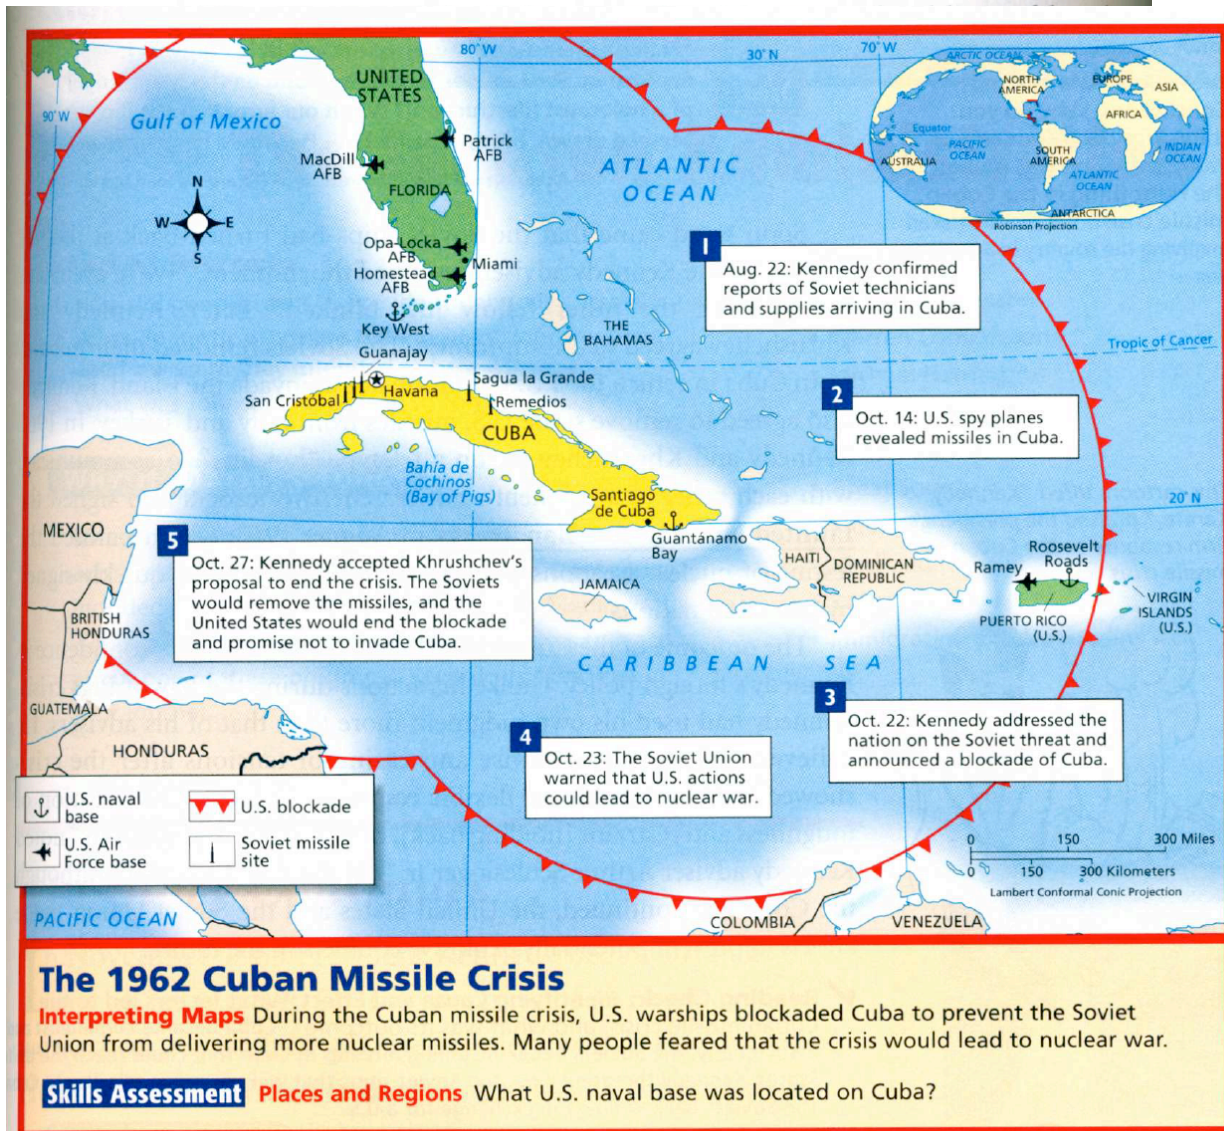 80°W
30°N
70°W
90°W
UNITED
STATES
Gulf of Mexico
Patrick
AFB
MacDill
AFB
FLORIDA
ATLANTIC
OCEAN
N
W
E
S
Opa-Locka
AFB
Miami
Homestead
AFB
Key West
Guanajay
THE
BAHAMAS
ARCTIC OCEAN
NORTH
AMERICA
EUROPE
ASIA
AFRICA
Equator
PACIFIC
OCEAN
SOUTH
AMERICA
INDIAN
OCEAN
AUSTRALIA
ATLANTIC
OCEAN
ANTARCTICA
Robinson Projection
1
Aug. 22: Kennedy confirmed
reports of Soviet technicians
and supplies arriving in Cuba.
Tropic of Cancer
San Cristóbal
Havana
Sagua la Grande
Remedios
CUBA
2
Oct. 14: U.S. spy planes
revealed missiles in Cuba.
Bahía de
Cochinos
(Bay of Pigs)
Santiago
de Cuba
Guantánamo
Bay
20°N
MEXICO
HAITI
DOMINICAN
REPUBLIC
Ramey
Roosevelt
Roads
PUERTO RICO
(U.S.)
VIRGIN
ISLANDS
(U.S.)
JAMAICA
5
Oct. 27: Kennedy accepted Khrushchev's
proposal to end the crisis. The Soviets
would remove the missiles, and the
United States would end the blockade
and promise not to invade Cuba.
BRITISH
HONDURAS
CARIBBEAN SEA
GUATEMALA
HONDURAS
4
Oct. 23: The Soviet Union
warned that U.S. actions
could lead to nuclear war.
3
Oct. 22: Kennedy addressed the
nation on the Soviet threat and
announced a blockade of Cuba.
U.S. naval
base
U.S. blockade
U.S. Air
Force base
Soviet missile
site
0 150 300 Miles
0 150 300 Kilometers
Lambert Conformal Conic Projection
PACIFIC OCEAN
COLOMBIA
VENEZUELA
The 1962 Cuban Missile Crisis
Interpreting Maps During the Cuban missile crisis, U.S. warships blockaded Cuba to prevent the Soviet
Union from delivering more nuclear missiles. Many people feared that the crisis would lead to nuclear war.
Skills Assessment Places and Regions What U.S. naval base was located on Cuba?